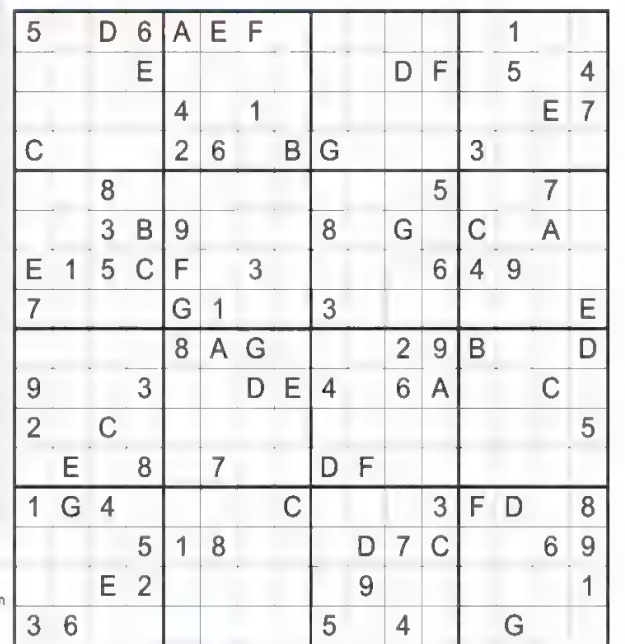 5 D 6 A E F 1
E D F 5 4
4 1 E 7
C 2 6 B G 3
8 5 7
3 B 9 8 G C A
E 1 5 C F 3 6 4 9
7 G 1 3 E
8 A G 2 9 B D
9 3 D E 4 6 A C
2 C 5
E 8 7 D F
1 G 4 C 3 F D 8
5 1 8 D 7 C 6 9
E 2 9 1
3 6 5 4 G